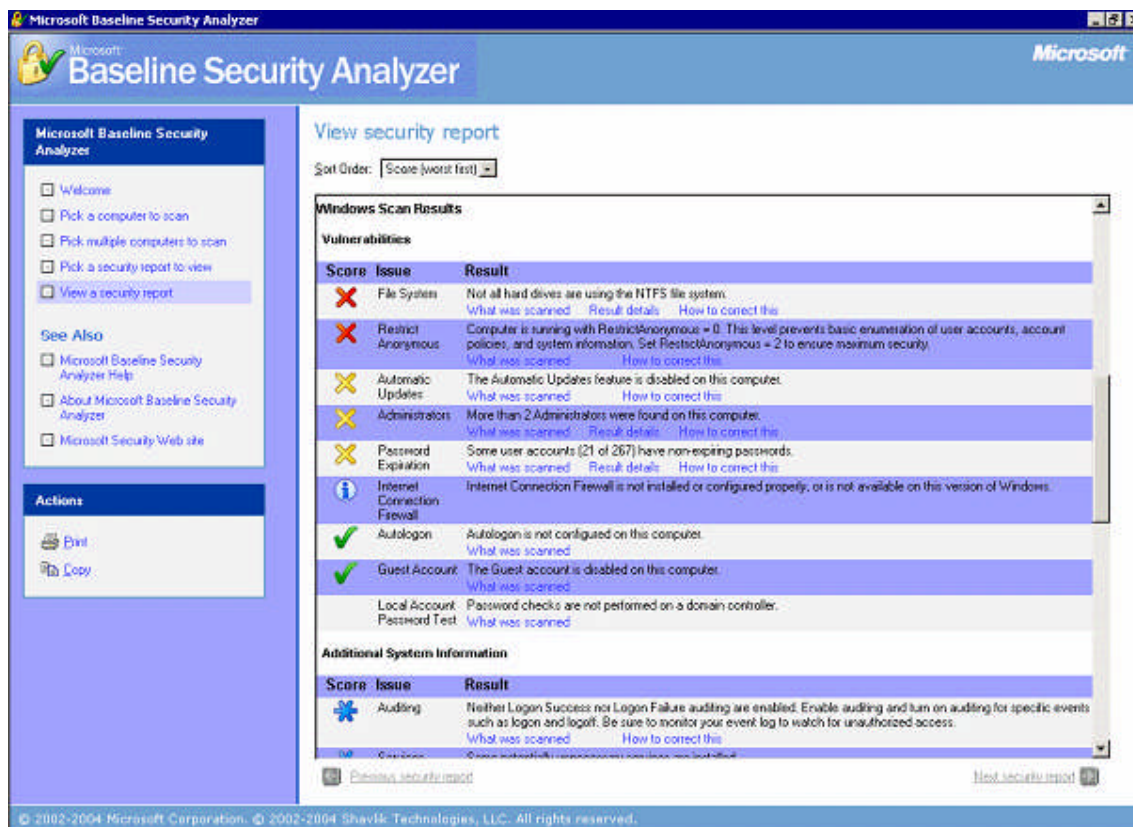 Microsoft Baseline Security Analyzer
Microsoft
Baseline Security Analyzer
Microsoft
Microsoft Baseline Security
Analyzer
Welcome
Pick a computer to scan
Pick multiple computers to scan
Pick a security report to view
View a security report
See Also
Microsoft Baseline Security
Analyzer Help
About Microsoft Baseline Security
Analyzer
Microsoft Security Web site
Actions
Print
Copy
View security report
Sort Order: Score (worst first)
Windows Scan Results
Vulnerabilities
Score Issue Result
File System Not all hard drives are using the NTFS file system.
What was scanned Result details How to correct this
Restrict Computer is running with RestrictAnonymous = 0. This level prevents basic enumeration of user accounts, account
Anonymous policies, and system information. Set RestrictAnonymous = 2 to ensure maximum security.
What was scanned How to correct this
Automatic The Automatic Updates feature is disabled on this computer.
Updates What was scanned How to correct this
Administrators More than 2 Administrators were found on this computer.
What was scanned Result details How to correct this
Password Some user accounts (21 of 267) have non-expiring passwords.
Expiration What was scanned Result details How to correct this
Internet Internet Connection Firewall is not installed or configured properly, or is not available on this version of Windows.
Connection
Firewall
Autologon Autologon is not configured on this computer.
What was scanned
Guest Account The Guest account is disabled on this computer.
What was scanned
Local Account Password checks are not performed on a domain controller.
Password Test What was scanned
Additional System Information
Score Issue Result
Auditing Neither Logon Success nor Logon Failure auditing are enabled. Enable auditing and turn on auditing for specific events
such as logon and logoff. Be sure to monitor your event log to watch for unauthorized access.
What was scanned How to correct this
Services Some potentially unnecessary services are installed.
Previous security report Next security report
© 2002-2004 Microsoft Corporation. © 2002-2004 Shavlik Technologies, LLC. All rights reserved.